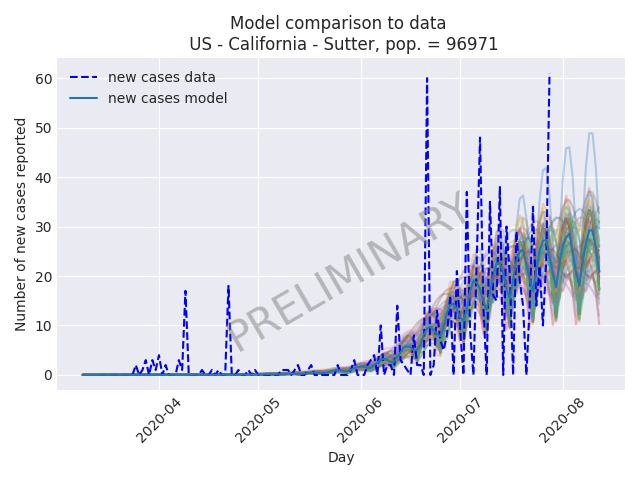 Model comparison to data
US - California - Sutter, pop. = 96971
new cases data
new cases model
Number of new cases reported
60
50
40
30
20
10
0
PRELIMINARY
2020-04
2020-05
2020-06
2020-07
2020-08
Day